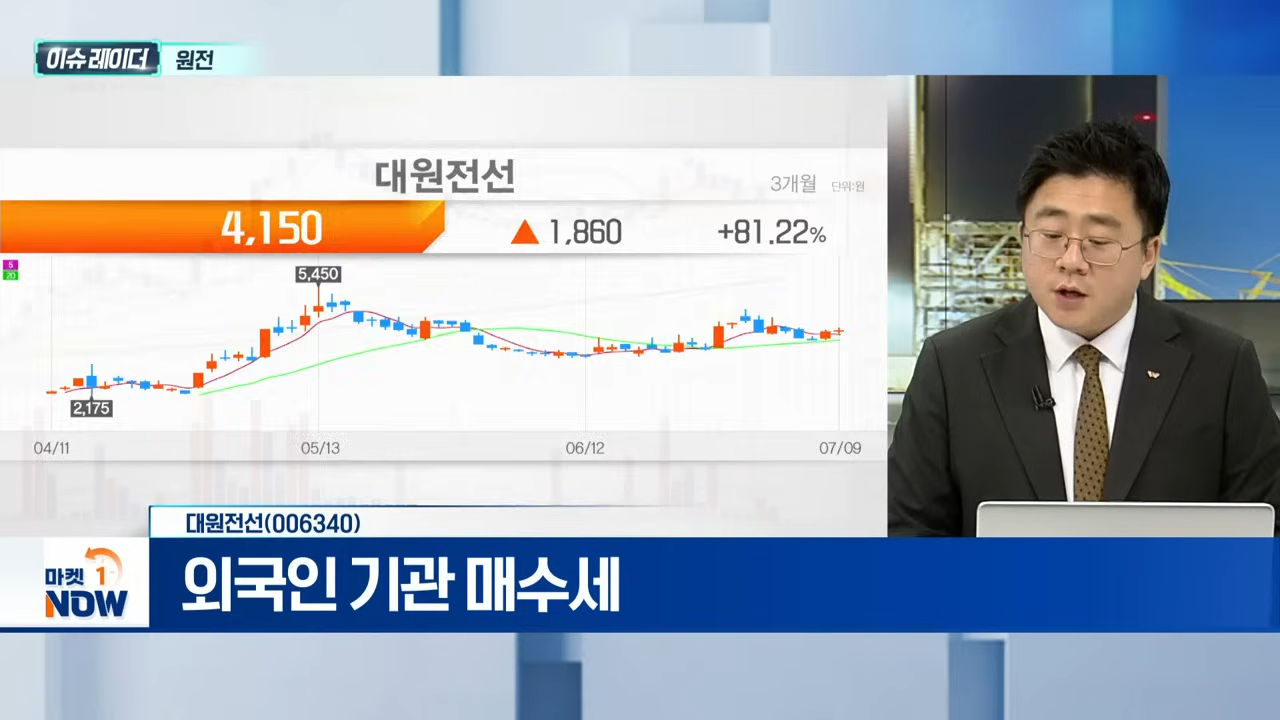 이슈 레이더 원전
대원전선
3개월 단위:원
4,150 ▲ 1,860 +81.22%
5
20
5,450
2,175
04/11 05/13 06/12 07/09
대원전선(006340)
마켓 1
NOW
외국인 기관 매수세